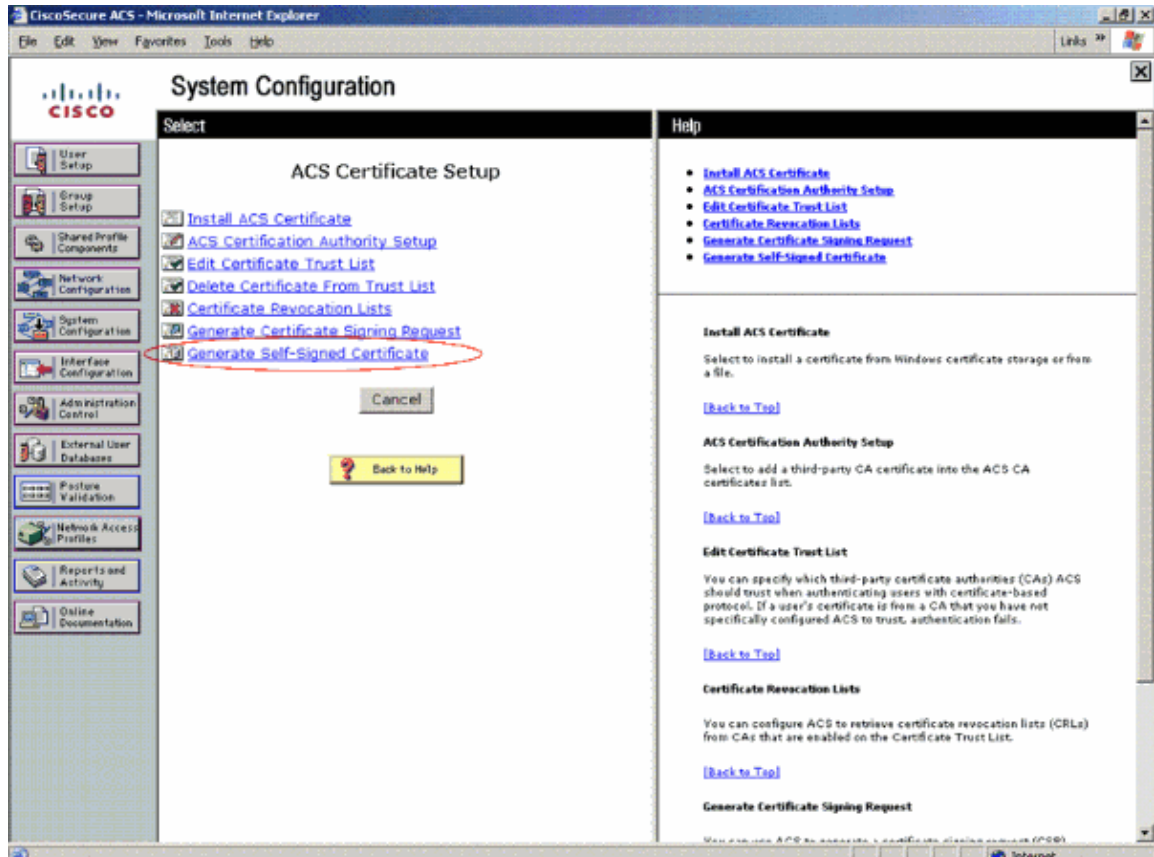 CiscoSecure ACS - Microsoft Internet Explorer
File Edit View Favorites Tools Help
Links »
CISCO
System Configuration
User
Setup
Group
Setup
Shared Profile
Components
Network
Configuration
System
Configuration
Interface
Configuration
Administration
Control
External User
Databases
Posture
Validation
Network Access
Profiles
Reports and
Activity
Online
Documentation
Select
ACS Certificate Setup
Install ACS Certificate
ACS Certification Authority Setup
Edit Certificate Trust List
Delete Certificate From Trust List
Certificate Revocation Lists
Generate Certificate Signing Request
Generate Self-Signed Certificate
Cancel
? Back to Help
Help
• Install ACS Certificate
• ACS Certification Authority Setup
• Edit Certificate Trust List
• Certificate Revocation Lists
• Generate Certificate Signing Request
• Generate Self-Signed Certificate
Install ACS Certificate
Select to install a certificate from Windows certificate storage or from
a file.
[Back to Top]
ACS Certification Authority Setup
Select to add a third-party CA certificate into the ACS CA
certificates list.
[Back to Top]
Edit Certificate Trust List
You can specify which third-party certificate authorities (CAs) ACS
should trust when authenticating users with certificate-based
protocol. If a user's certificate is from a CA that you have not
specifically configured ACS to trust, authentication fails.
[Back to Top]
Certificate Revocation Lists
You can configure ACS to retrieve certificate revocation lists (CRLs)
from CAs that are enabled on the Certificate Trust List.
[Back to Top]
Generate Certificate Signing Request
You can use ACS to generate a certificate signing request (CSR)
Internet